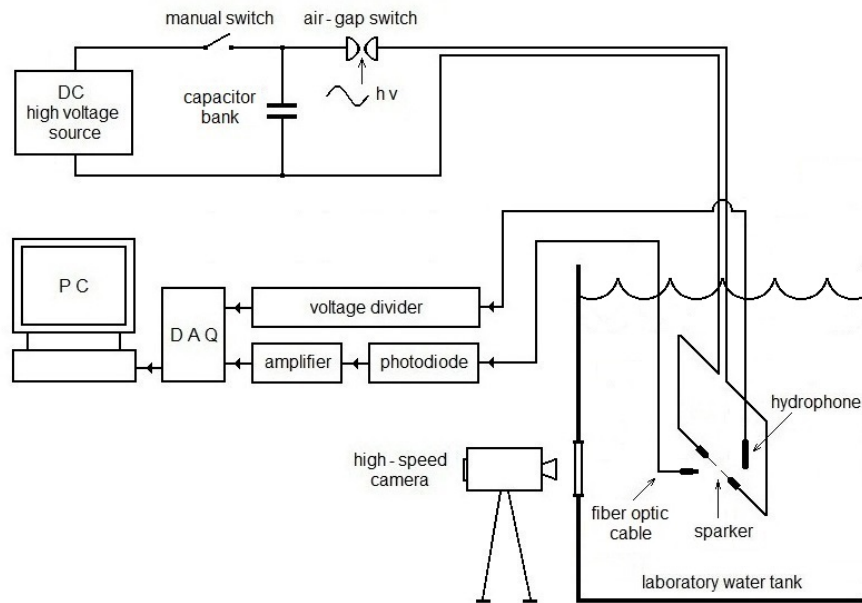 manual switch
air - gap switch
DC
high voltage
source
capacitor
bank
h v
P C
D A Q
voltage divider
amplifier
photodiode
hydrophone
high - speed
camera
fiber optic
cable
sparker
laboratory water tank